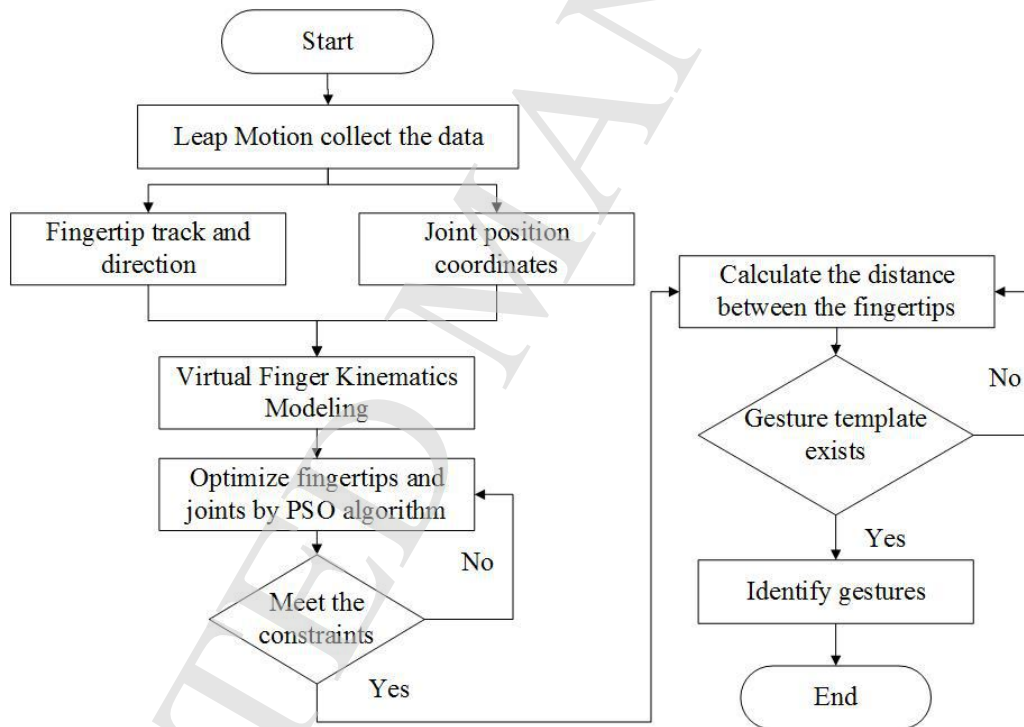 Start
Leap Motion collect the data
Fingertip track and
direction
Joint position
coordinates
Virtual Finger Kinematics
Modeling
Optimize fingertips and
joints by PSO algorithm
No
Meet the
constraints
Yes
Calculate the distance
between the fingertips
No
Gesture template
exists
Yes
Identify gestures
End
TED MAN